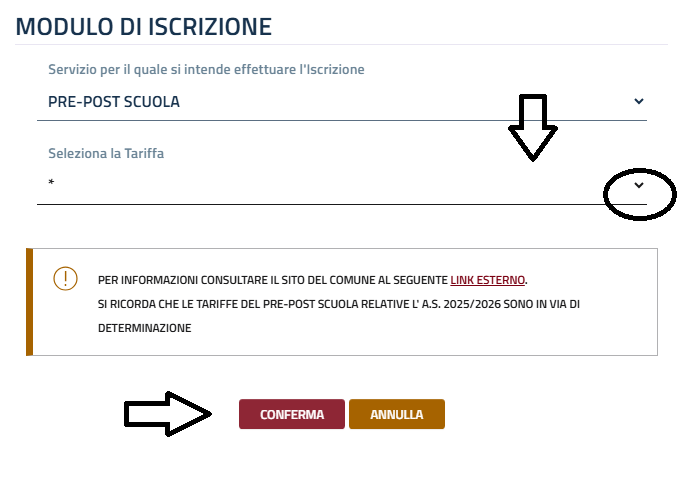 MODULO DI ISCRIZIONE
Servizio per il quale si intende effettuare l'Iscrizione
PRE-POST SCUOLA
Seleziona la Tariffa
*
PER INFORMAZIONI CONSULTARE IL SITO DEL COMUNE AL SEGUENTE LINK ESTERNO.
SI RICORDA CHE LE TARIFFE DEL PRE-POST SCUOLA RELATIVE L' A.S. 2025/2026 SONO IN VIA DI
DETERMINAZIONE
CONFERMA ANNULLA